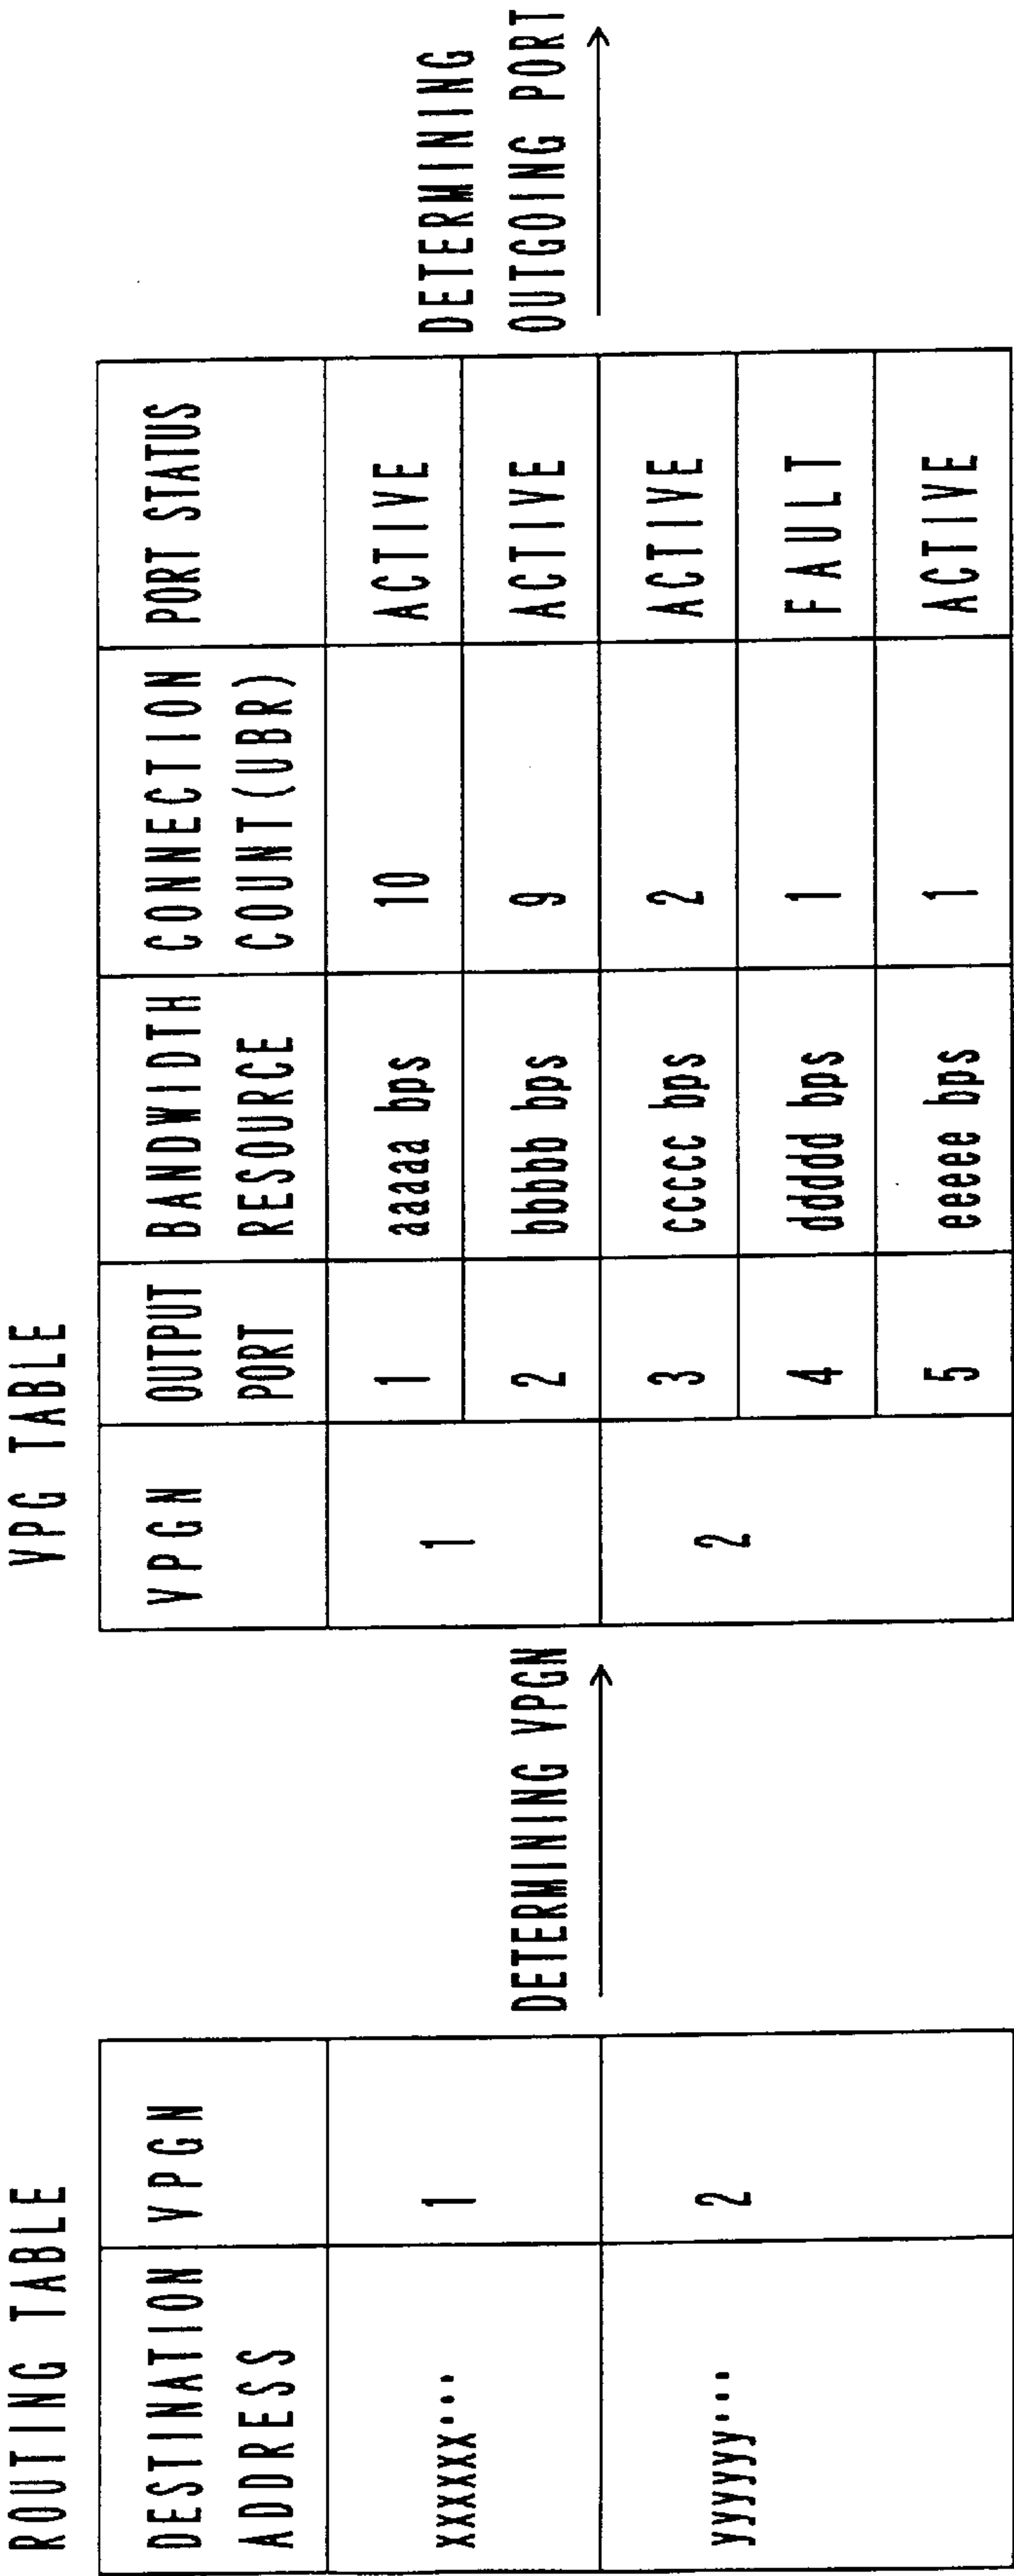 ROUTING TABLE
DESTINATION ADDRESS VPGN
xxxxxx··· 1
yyyyyy··· 2
DETERMINING VPGN
VPG TABLE
VPGN OUTPUT PORT BANDWIDTH RESOURCE CONNECTION COUNT(UBR) PORT STATUS
1 1 aaaaa bps 10 ACTIVE
2 bbbbb bps 9 ACTIVE
2 3 ccccc bps 2 ACTIVE
4 ddddd bps 1 FAULT
5 eeeee bps 1 ACTIVE
DETERMINING
OUTGOING PORT